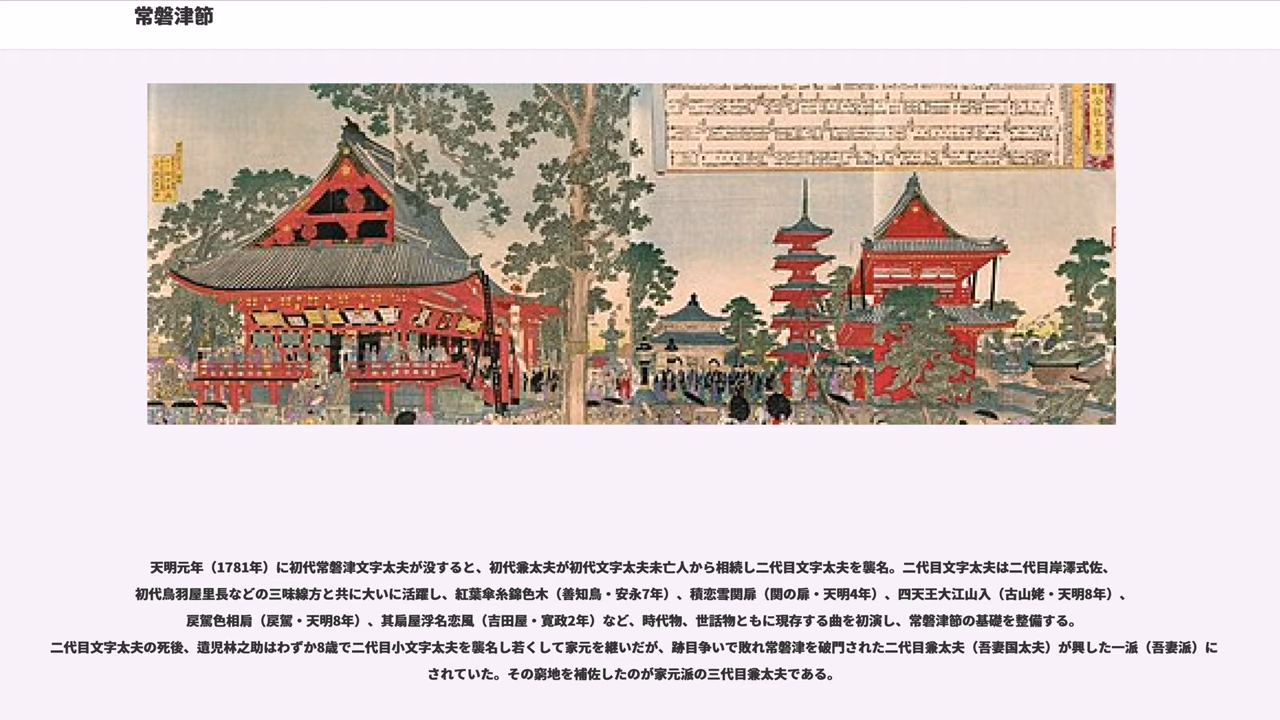 常磐津節
天明元年（1781年）に初代常磐津文字太夫が没すると、初代兼太夫が初代文字太夫未亡人から相続し二代目文字太夫を襲名。二代目文字太夫は二代目岸澤式佐、
初代鳥羽屋里長などの三味線方と共に大いに活躍し、紅葉傘糸錦色木（善知鳥・安永7年）、積恋雪関扉（関の扉・天明4年）、四天王大江山入（古山姥・天明8年）、
戻駕色相肩（戻駕・天明8年）、其扇屋浮名恋風（吉田屋・寛政2年）など、時代物、世話物ともに現存する曲を初演し、常磐津節の基礎を整備する。
二代目文字太夫の死後、遺児林之助はわずか8歳で二代目小文字太夫を襲名し若くして家元を継いだが、跡目争いで敗れ常磐津を破門された二代目兼太夫（吾妻国太夫）が興した一派（吾妻派）に
されていた。その窮地を補佐したのが家元派の三代目兼太夫である。